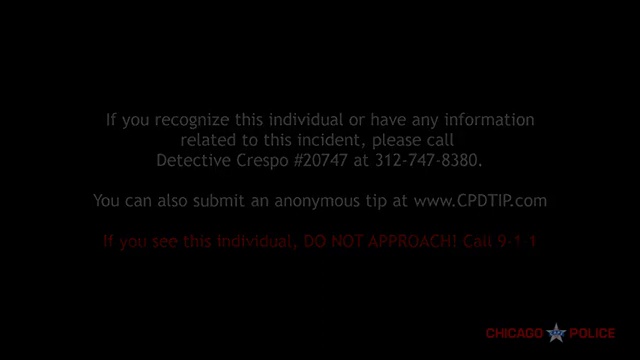 If you recognize this individual or have any information
related to this incident, please call
Detective Crespo #20747 at 312-747-8380.
You can also submit an anonymous tip at www.CPDTIP.com
If you see this individual, DO NOT APPROACH! Call 9-1 1
CHICAGO POLICE